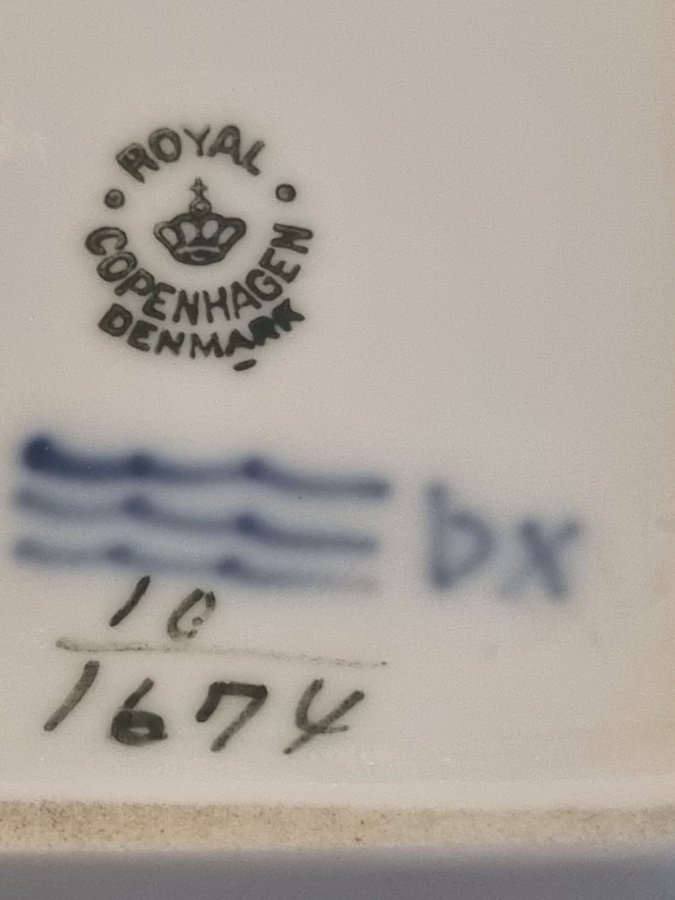 ROYAL
COPENHAGEN
DENMARK
bx
10
1674